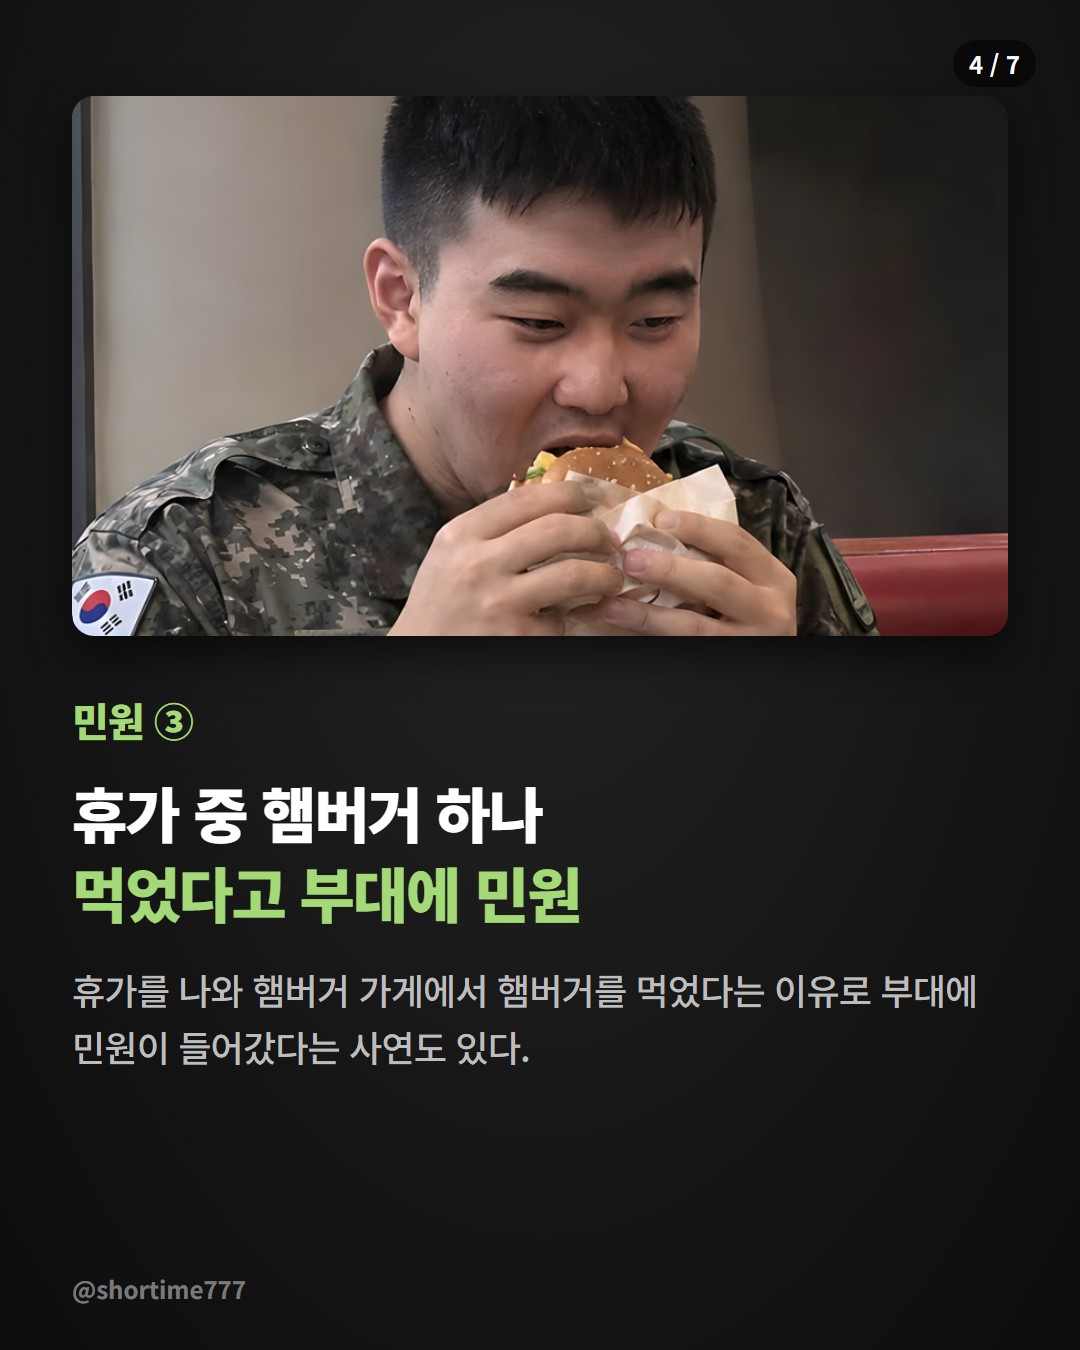 4 / 7
민원 ③
휴가 중 햄버거 하나
먹었다고 부대에 민원
휴가를 나와 햄버거 가게에서 햄버거를 먹었다는 이유로 부대에
민원이 들어갔다는 사연도 있다.
@shortime777